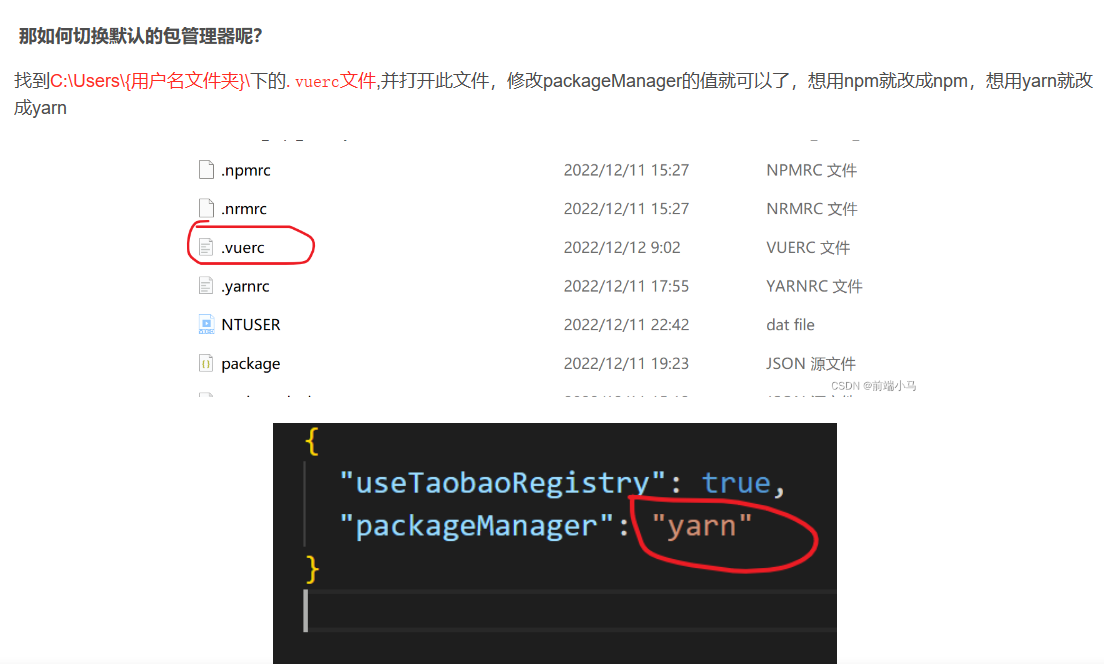 那如何切换默认的包管理器呢?
找到C:\Users\{用户名文件夹}\下的. vuerc文件,并打开此文件，修改packageManager的值就可以了，想用npm就改成npm，想用yarn就改
成yarn
.npmrc 2022/12/11 15:27 NPMRC 文件
.nrmrc 2022/12/11 15:27 NRMRC 文件
.vuerc 2022/12/12 9:02 VUERC 文件
.yarnrc 2022/12/11 17:55 YARNRC 文件
NTUSER 2022/12/11 22:42 dat file
package 2022/12/11 19:23 JSON 源文件
CSDN @前端小马
{
"useTaobaoRegistry": true,
"packageManager": "yarn"
}